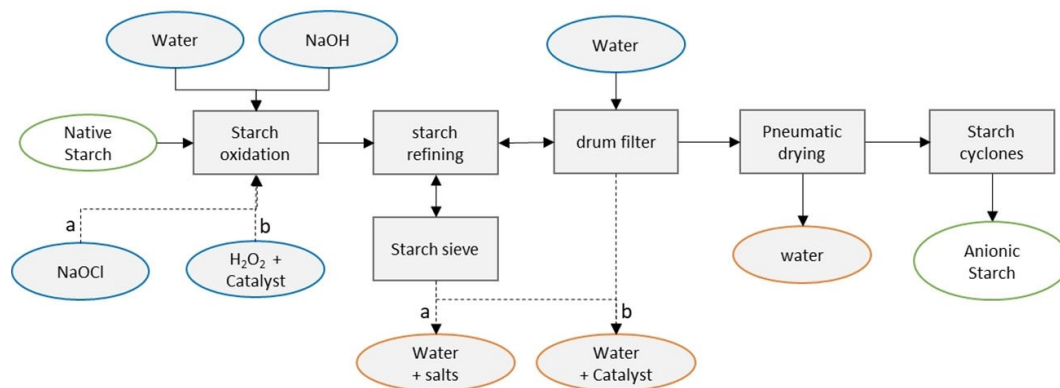 Water
NaOH
Water
Native
Starch
Starch
oxidation
starch
refining
drum filter
Pneumatic
drying
Starch
cyclones
a
b
NaOCl
H₂O₂ +
Catalyst
Starch sieve
water
Anionic
Starch
a
b
Water
+ salts
Water
+ Catalyst